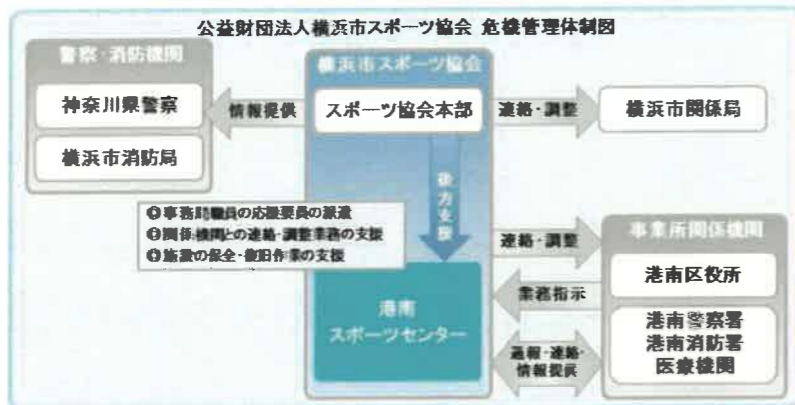 公益財団法人横浜市スポーツ協会 危機管理体制図
警察・消防機関
神奈川県警察
横浜市消防局
情報提供
横浜市スポーツ協会
スポーツ協会本部
連絡・調整
横浜市関係局
後方支援
❶事務局職員の応援要員の派遣
❷関係機関との連絡・調整業務の支援
❸施設の保全・復旧作業の支援
港南
スポーツセンター
連絡・調整
業務指示
通報・連絡・
情報提供
事業所関係機関
港南区役所
港南警察署
港南消防署
医療機関